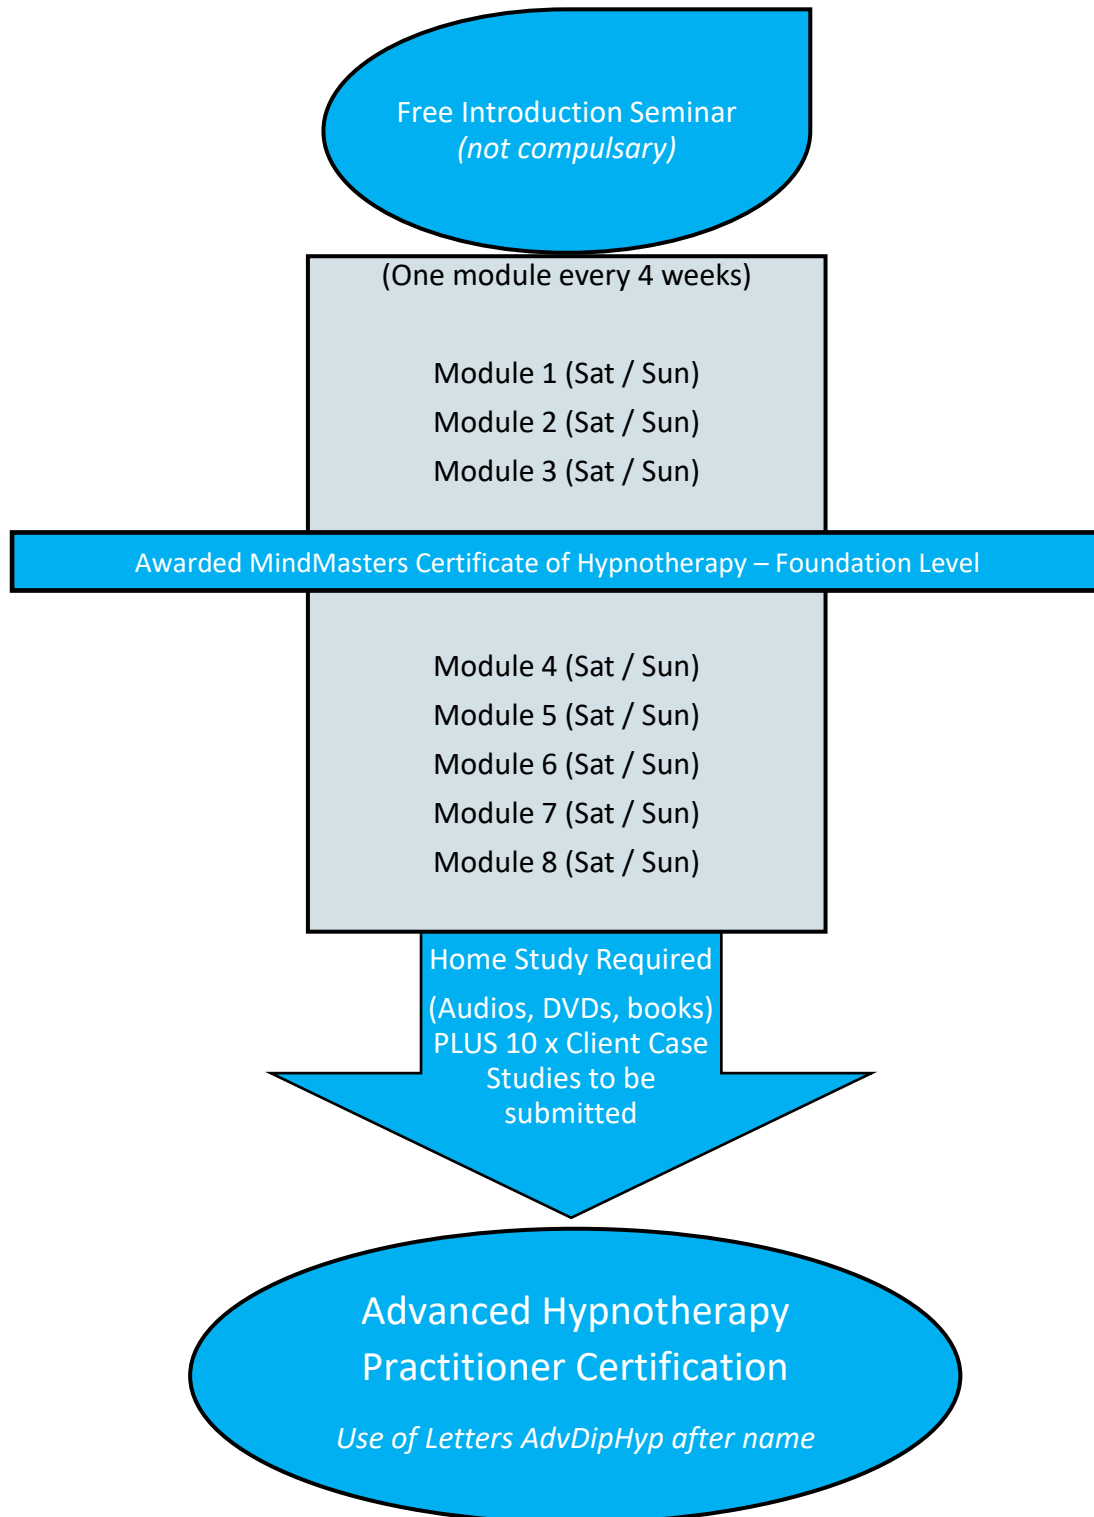 Free Introduction Seminar
(not compulsary)
(One module every 4 weeks)
Module 1 (Sat / Sun)
Module 2 (Sat / Sun)
Module 3 (Sat / Sun)
Awarded MindMasters Certificate of Hypnotherapy – Foundation Level
Module 4 (Sat / Sun)
Module 5 (Sat / Sun)
Module 6 (Sat / Sun)
Module 7 (Sat / Sun)
Module 8 (Sat / Sun)
Home Study Required
(Audios, DVDs, books)
PLUS 10 x Client Case
Studies to be
submitted
Advanced Hypnotherapy
Practitioner Certification
Use of Letters AdvDipHyp after name